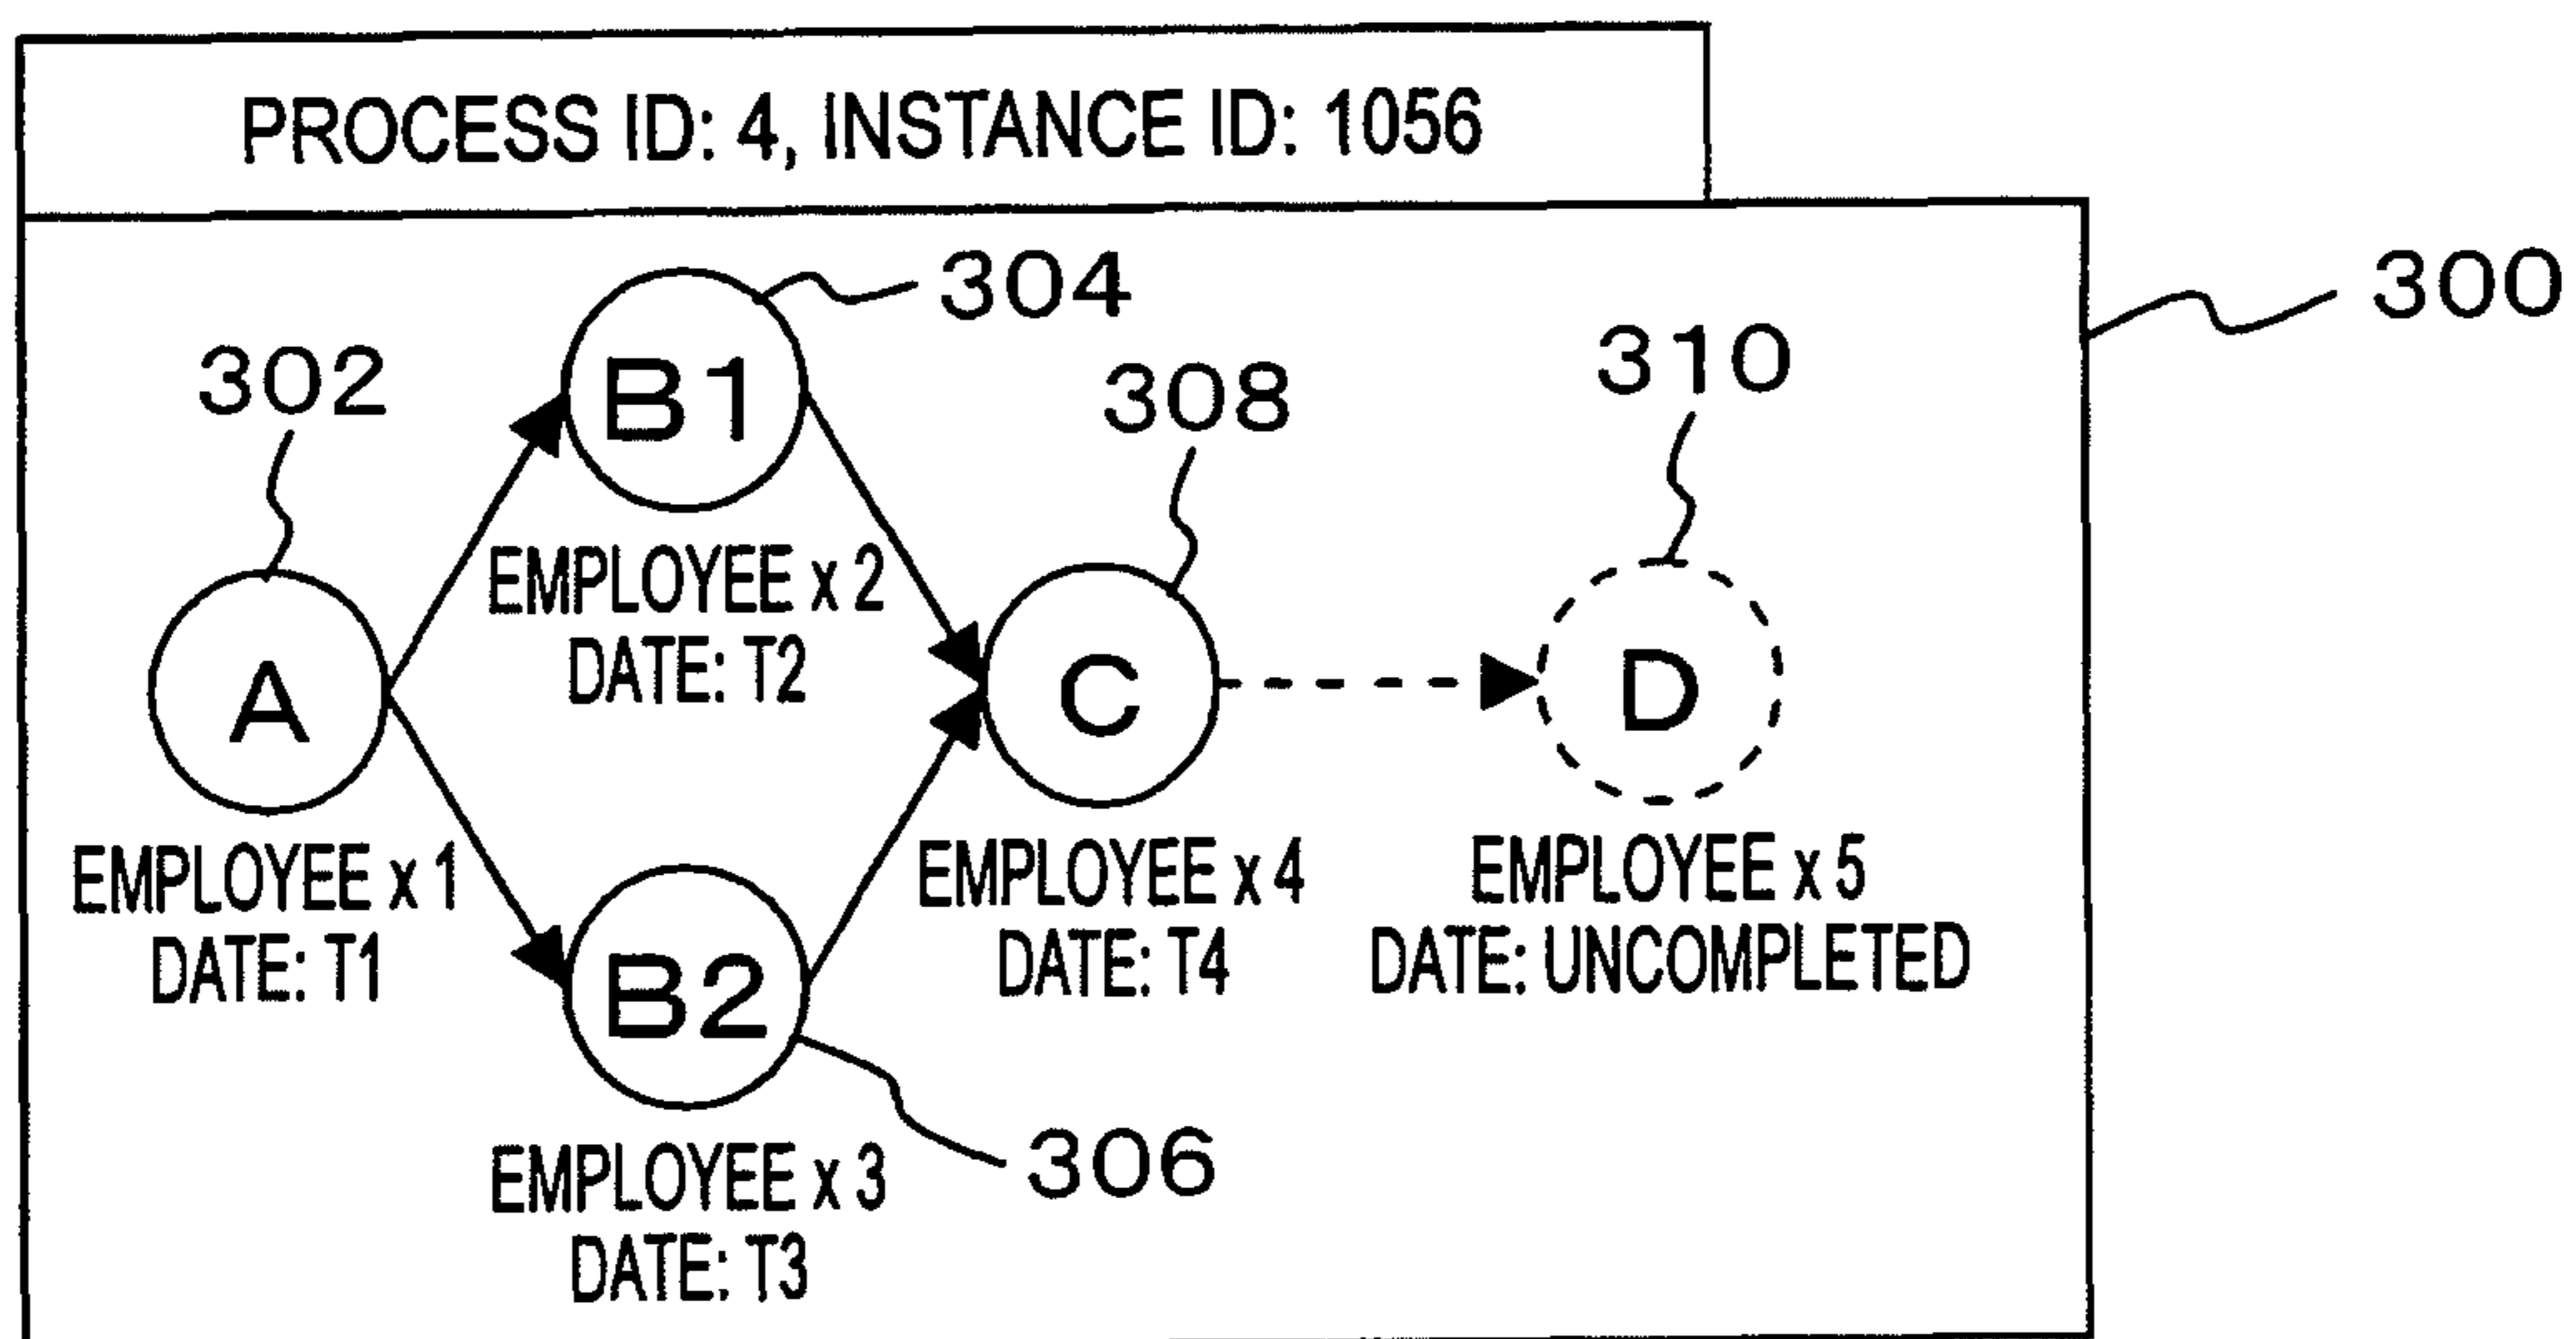 PROCESS ID: 4, INSTANCE ID: 1056
304
300
302
308
310
B1
EMPLOYEE x 2
DATE: T2
A
C
D
EMPLOYEE x 1
DATE: T1
EMPLOYEE x 4
DATE: T4
EMPLOYEE x 5
DATE: UNCOMPLETED
B2
306
EMPLOYEE x 3
DATE: T3